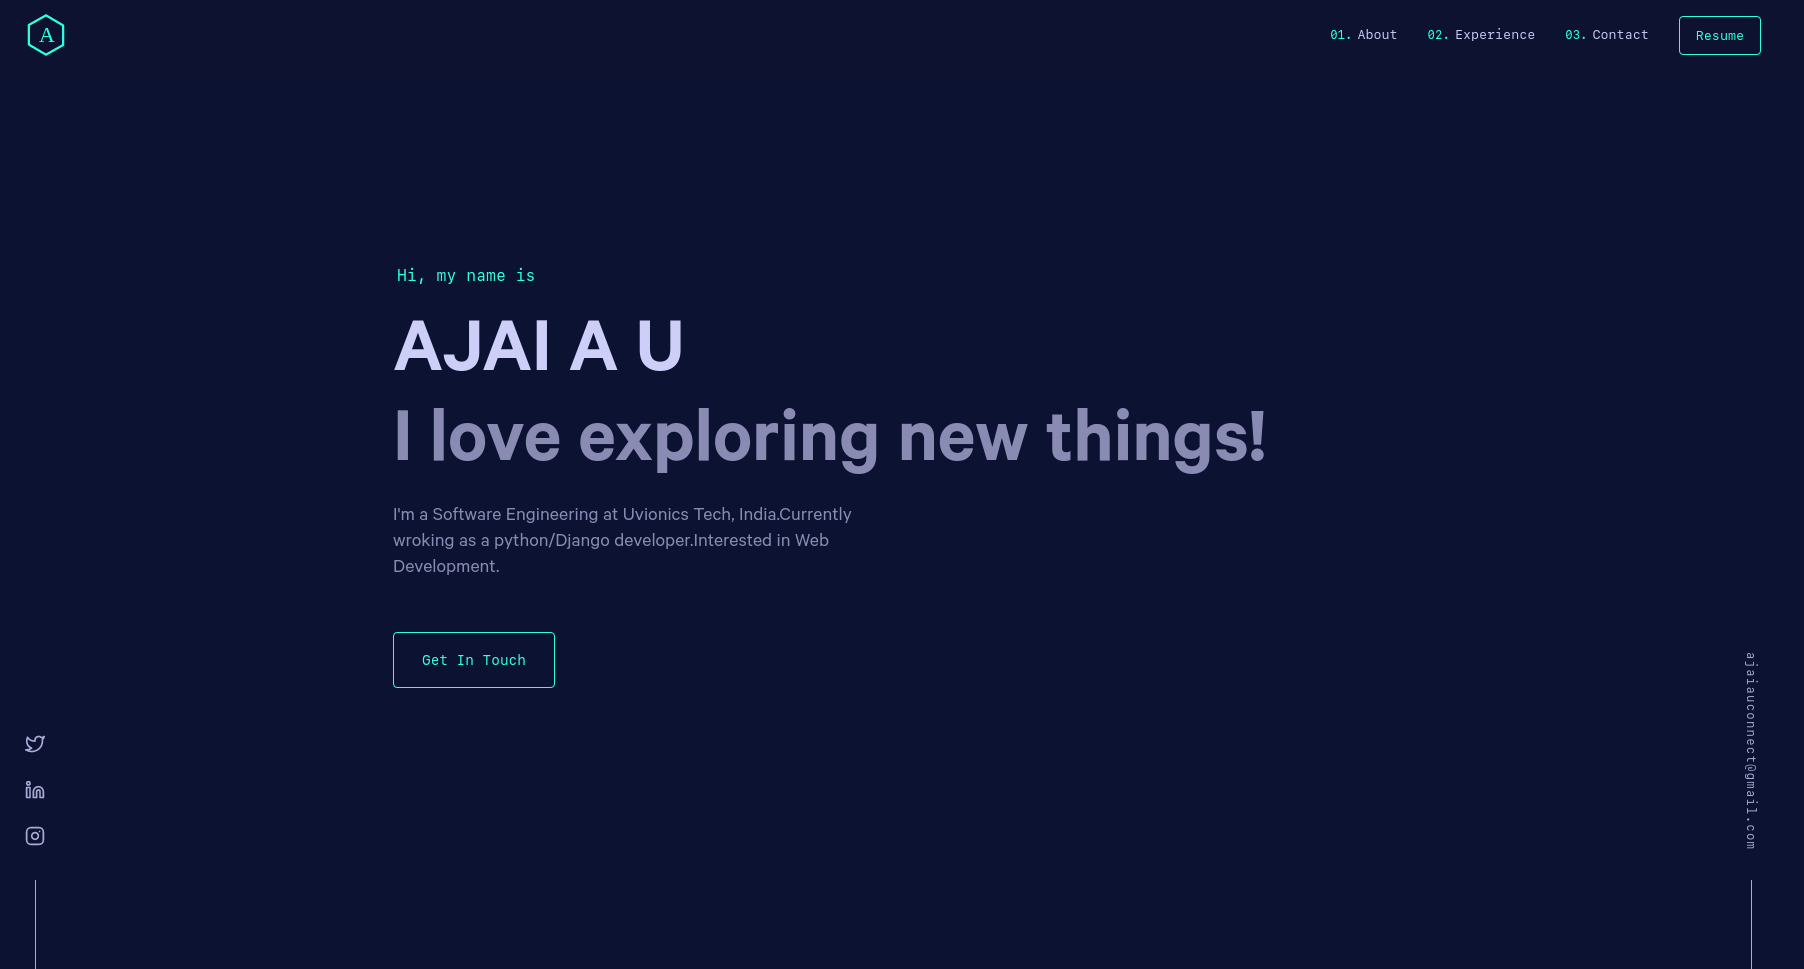 A
01. About 02. Experience 03. Contact Resume
Hi, my name is
AJAI A U
I love exploring new things!
I'm a Software Engineering at Uvionics Tech, India.Currently
wroking as a python/Django developer.Interested in Web
Development.
Get In Touch
ajaiauconnect@gmail.com